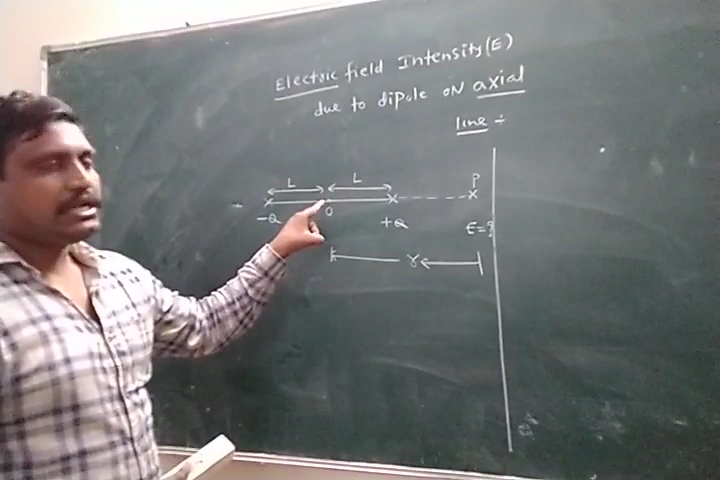 Electric field Intensity(E)
due to dipole ON axial
line ÷
L L
P
-Q O +Q
E=?
r